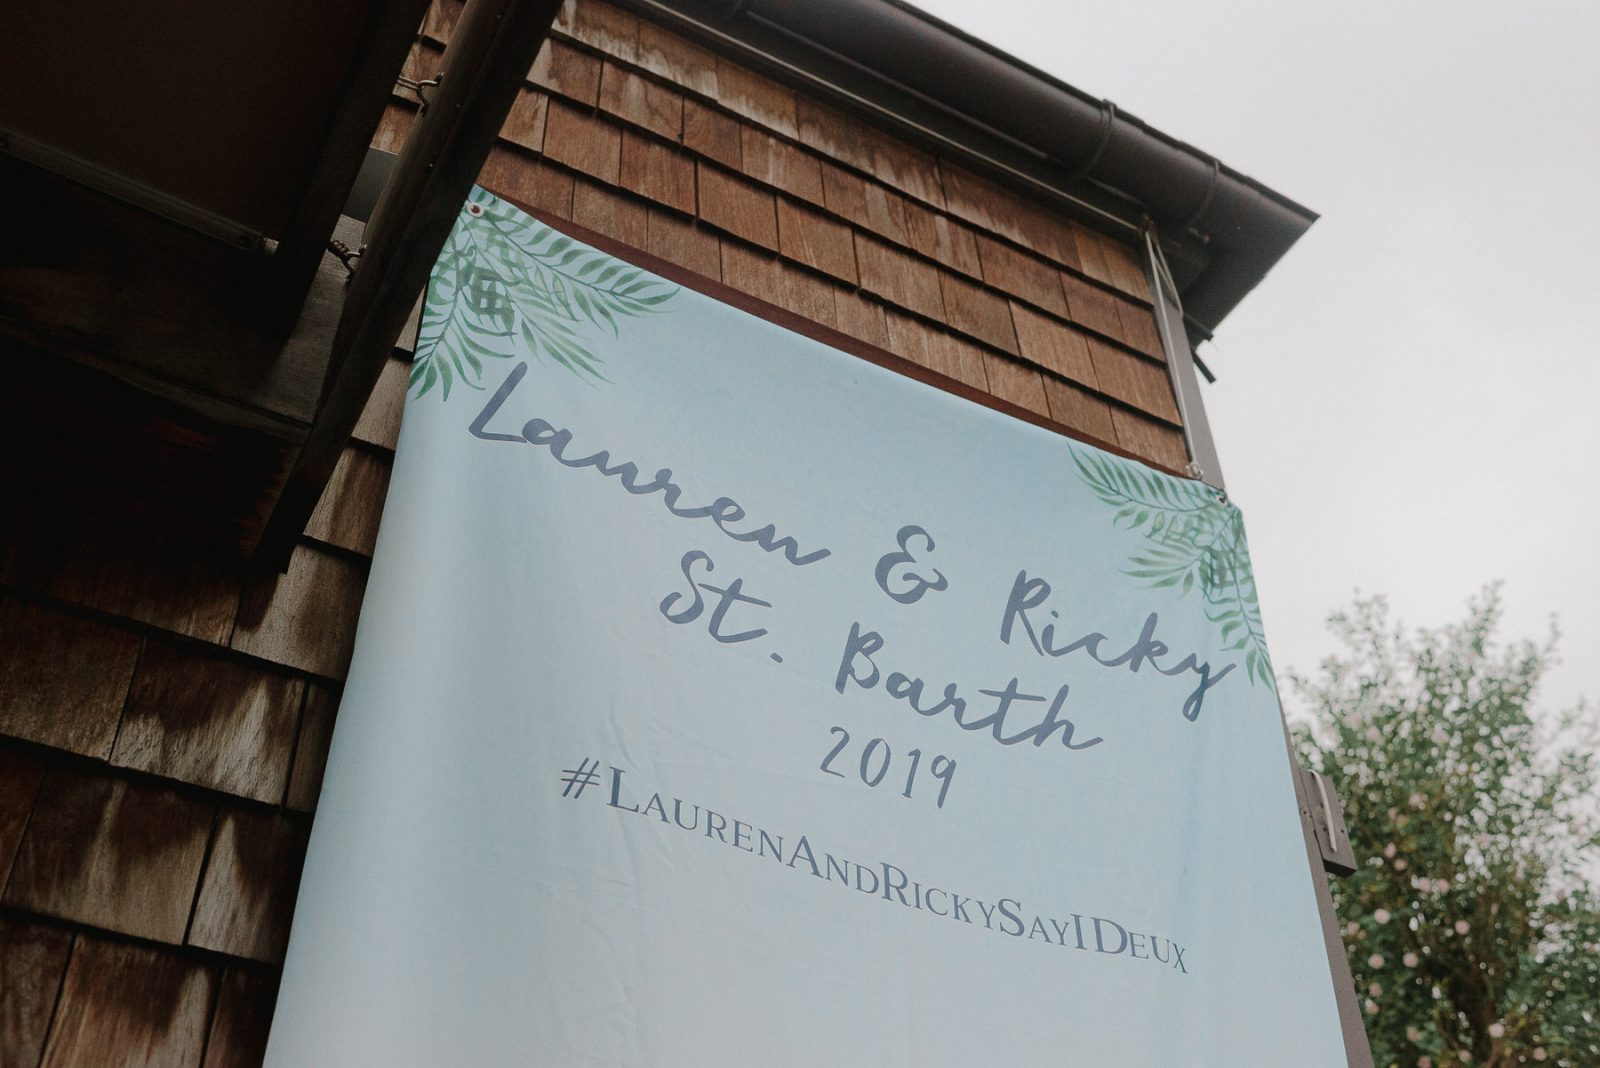 Lauren & Ricky
St. Barth
2019
#LaurenAndRickySayIDeux